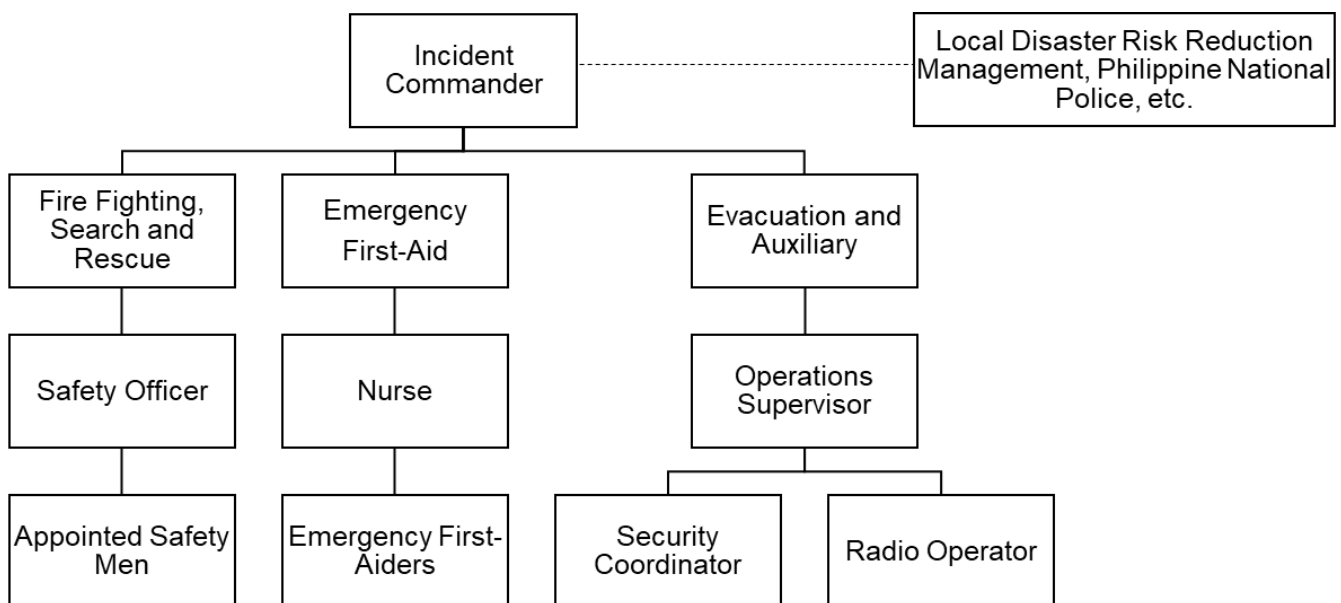 Incident
Commander
Local Disaster Risk Reduction
Management, Philippine National
Police, etc.
Fire Fighting,
Search and
Rescue
Emergency
First-Aid
Evacuation and
Auxiliary
Safety Officer
Nurse
Operations
Supervisor
Appointed Safety
Men
Emergency First-
Aiders
Security
Coordinator
Radio Operator